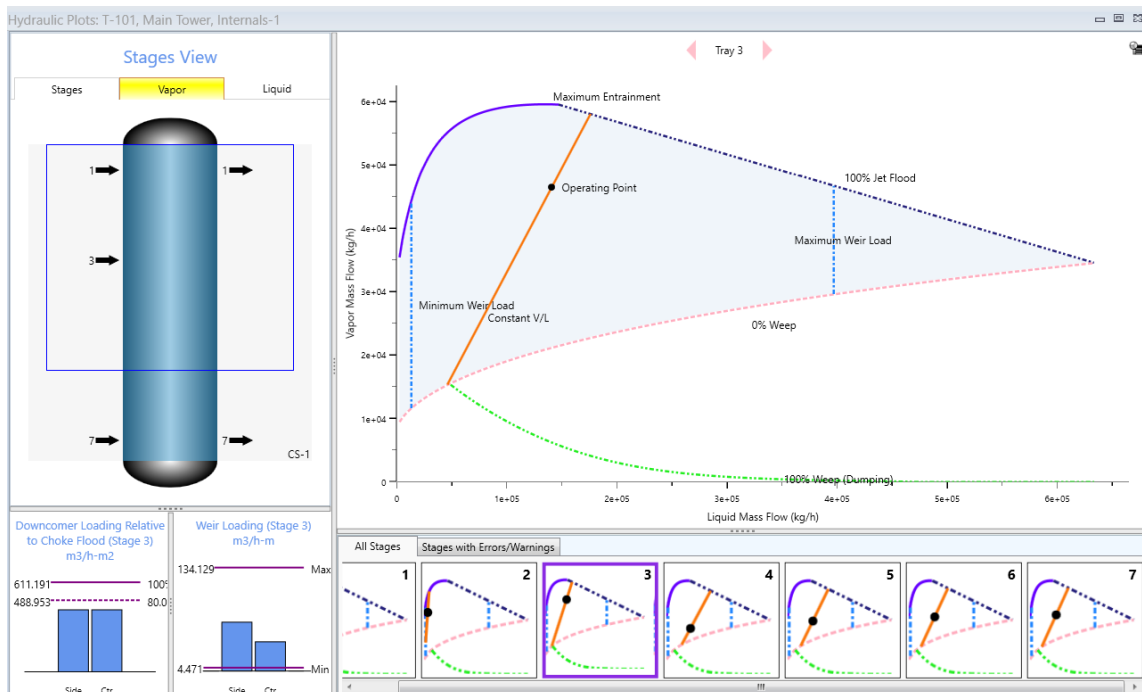 Hydraulic Plots: T-101, Main Tower, Internals-1
Stages View
Stages
Vapor
Liquid
1
1
3
7
7
CS-1
Tray 3
Maximum Entrainment
100% Jet Flood
Operating Point
Maximum Weir Load
Minimum Weir Load
Constant V/L
0% Weep
100% Weep (Dumping)
Vapor Mass Flow (kg/h)
6e+04
5e+04
4e+04
3e+04
2e+04
1e+04
0
0
1e+05
2e+05
3e+05
4e+05
5e+05
6e+05
Liquid Mass Flow (kg/h)
Downcomer Loading Relative
to Choke Flood (Stage 3)
m3/h-m2
611.191
100%
488.953
80.0
Side
Ctr
Weir Loading (Stage 3)
m3/h-m
134.129
Max
4.471
Min
Side
Ctr
All Stages
Stages with Errors/Warnings
1
2
3
4
5
6
7